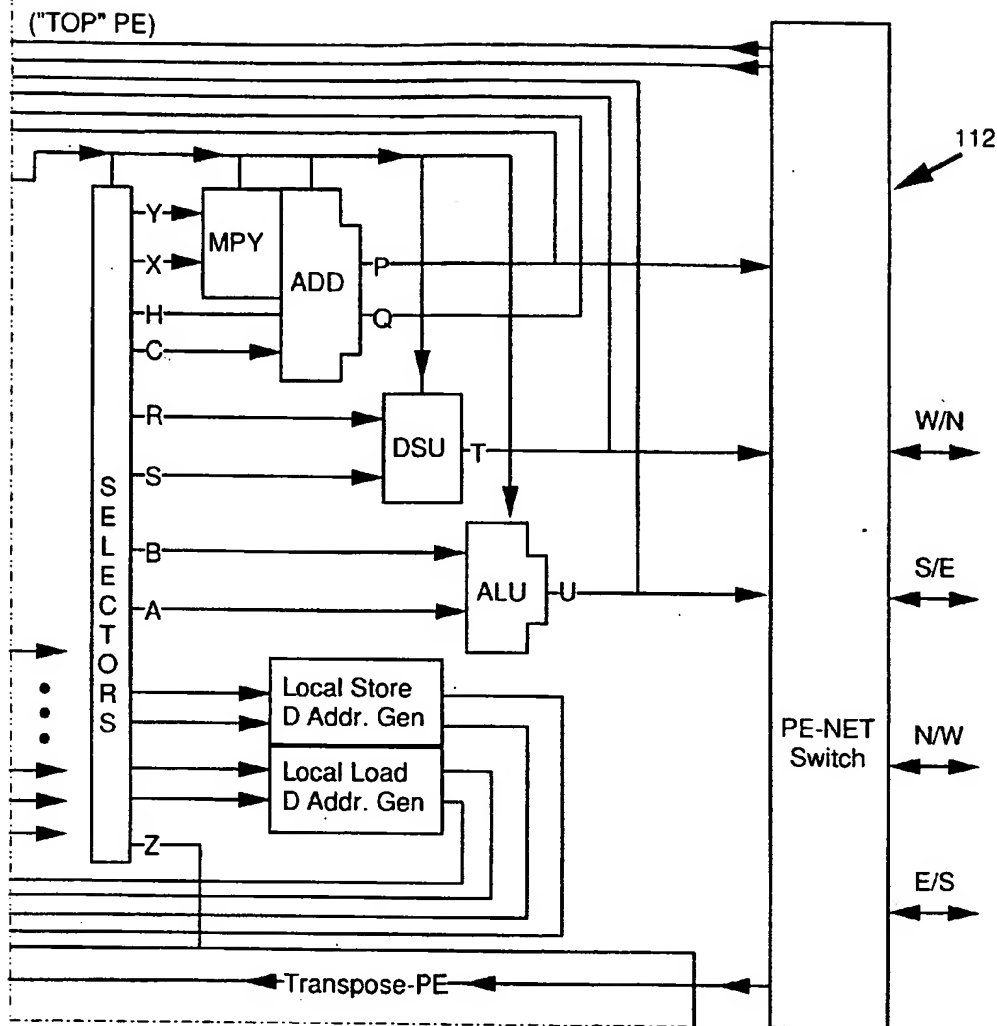 ("TOP" PE)
112
Y
MPY
X
ADD
P
H
Q
C
R
DSU
T
S
SELECTORS
B
ALU
U
A
W/N
S/E
Local Store
D Addr. Gen
Local Load
D Addr. Gen
PE-NET
Switch
N/W
Z
E/S
Transpose-PE